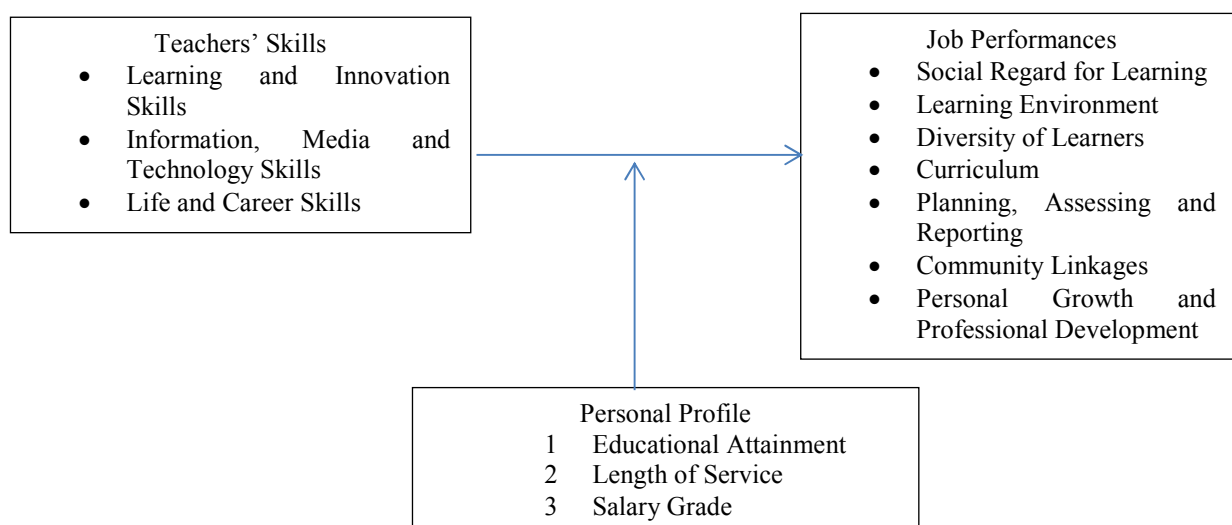 Teachers’ Skills
• Learning and Innovation
Skills
• Information, Media and
Technology Skills
• Life and Career Skills
Job Performances
• Social Regard for Learning
• Learning Environment
• Diversity of Learners
• Curriculum
• Planning, Assessing and
Reporting
• Community Linkages
• Personal Growth and
Professional Development
Personal Profile
1 Educational Attainment
2 Length of Service
3 Salary Grade